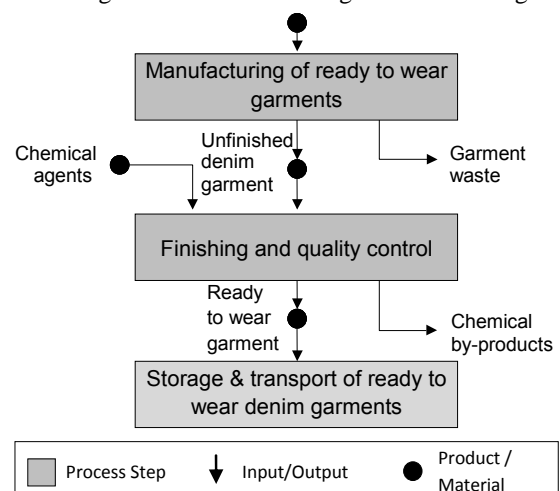 Manufacturing of ready to wear
garments
Chemical
agents
Unfinished
denim
garment
Garment
waste
Finishing and quality control
Ready
to wear
garment
Chemical
by-products
Storage & transport of ready to
wear denim garments
Process Step
Input/Output
Product /
Material